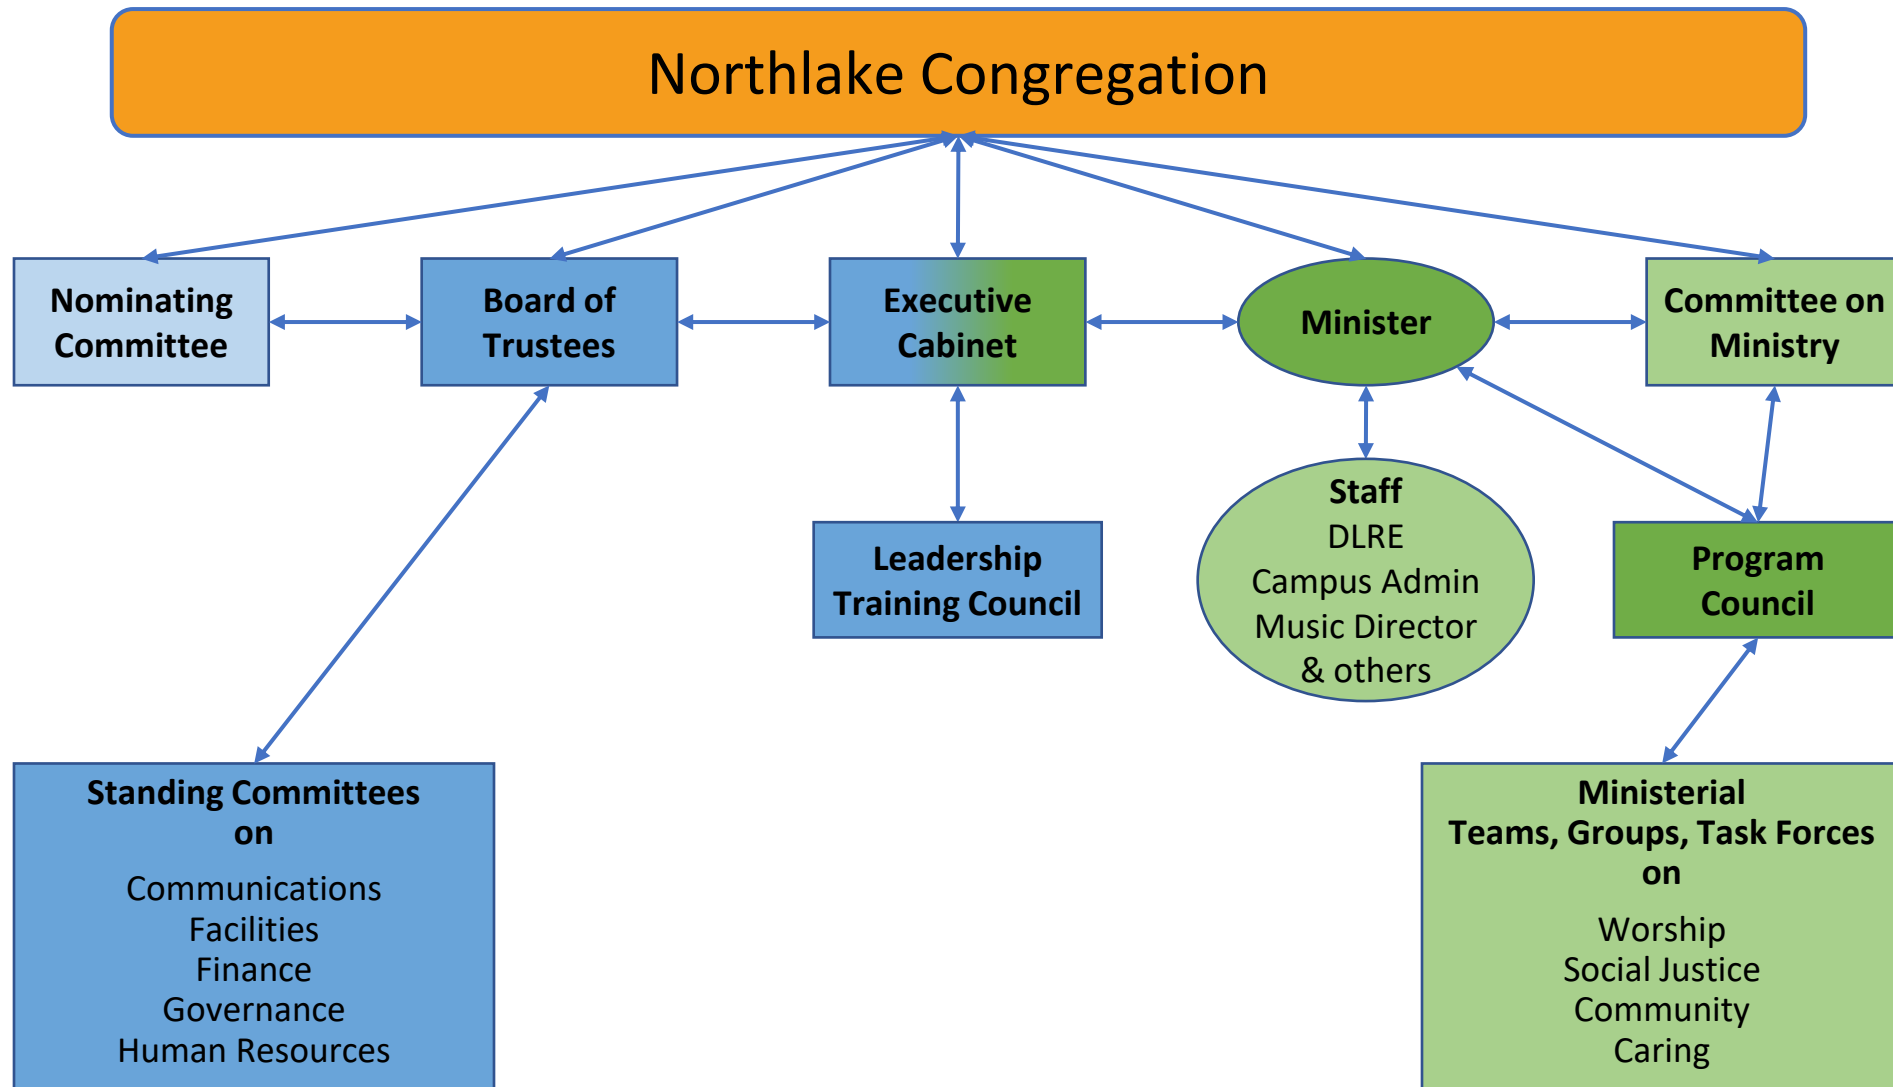 Northlake Congregation
Nominating
Committee
Board of
Trustees
Executive
Cabinet
Minister
Committee on
Ministry
Leadership
Training Council
Staff
DLRE
Campus Admin
Music Director
& others
Program
Council
Standing Committees
on
Communications
Facilities
Finance
Governance
Human Resources
Ministerial
Teams, Groups, Task Forces
on
Worship
Social Justice
Community
Caring